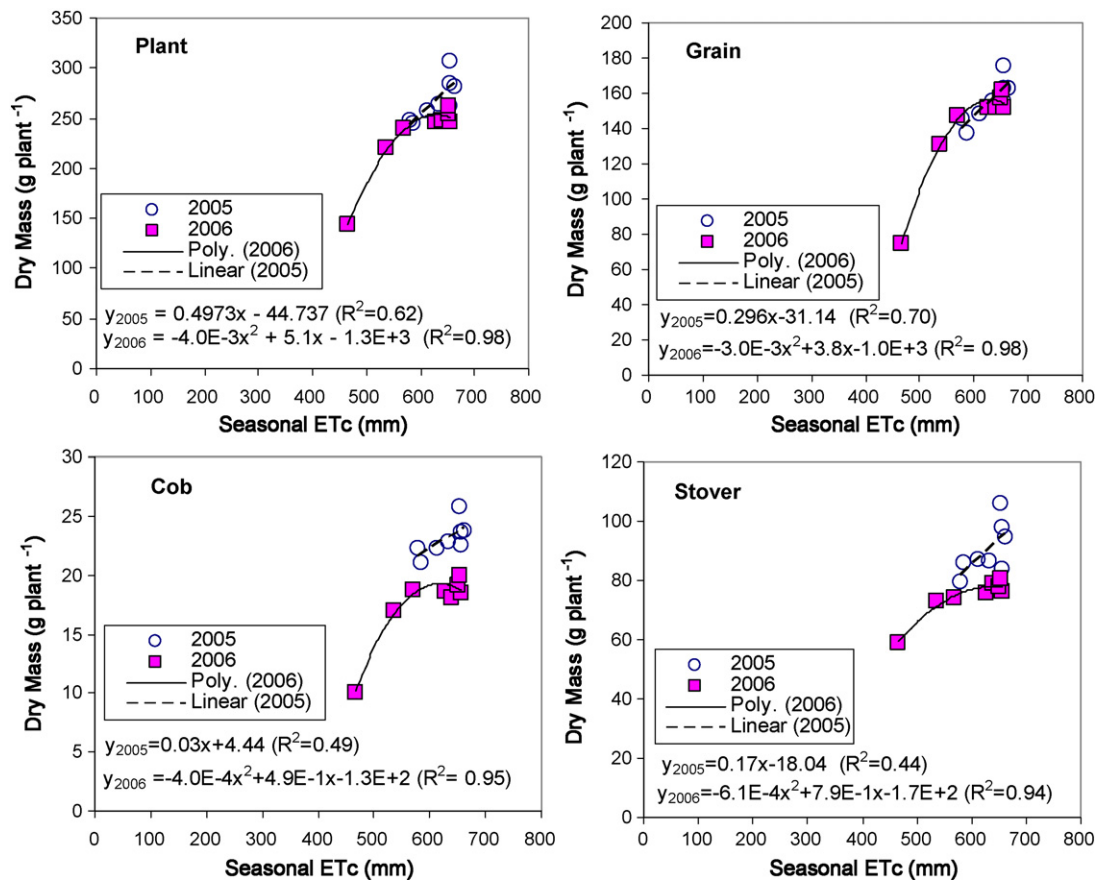 Plant
Dry Mass (g plant ⁻¹)
350
300
250
200
150
100
50
0
2005
2006
Poly. (2006)
Linear (2005)
y₂₀₀₅ = 0.4973x - 44.737 (R²=0.62)
y₂₀₀₆ = -4.0E-3x² + 5.1x - 1.3E+3 (R²=0.98)
0 100 200 300 400 500 600 700 800
Seasonal ETc (mm)
Grain
Dry Mass (g plant ⁻¹)
200
180
160
140
120
100
80
60
40
20
0
2005
2006
Poly. (2006)
Linear (2005)
y₂₀₀₅=0.296x-31.14 (R²=0.70)
y₂₀₀₆=-3.0E-3x²+3.8x-1.0E+3 (R²= 0.98)
0 100 200 300 400 500 600 700 800
Seasonal ETc (mm)
Cob
Dry Mass (g plant ⁻¹)
30
25
20
15
10
5
0
2005
2006
Poly. (2006)
Linear (2005)
y₂₀₀₅=0.03x+4.44 (R²=0.49)
y₂₀₀₆ =-4.0E-4x²+4.9E-1x-1.3E+2 (R²= 0.95)
0 100 200 300 400 500 600 700 800
Seasonal ETc (mm)
Stover
Dry Mass (g plant ⁻¹)
120
100
80
60
40
20
0
2005
2006
Poly. (2006)
Linear (2005)
y₂₀₀₅=0.17x-18.04 (R²=0.44)
y₂₀₀₆=-6.1E-4x²+7.9E-1x-1.7E+2 (R²=0.94)
0 100 200 300 400 500 600 700 800
Seasonal ETc (mm)